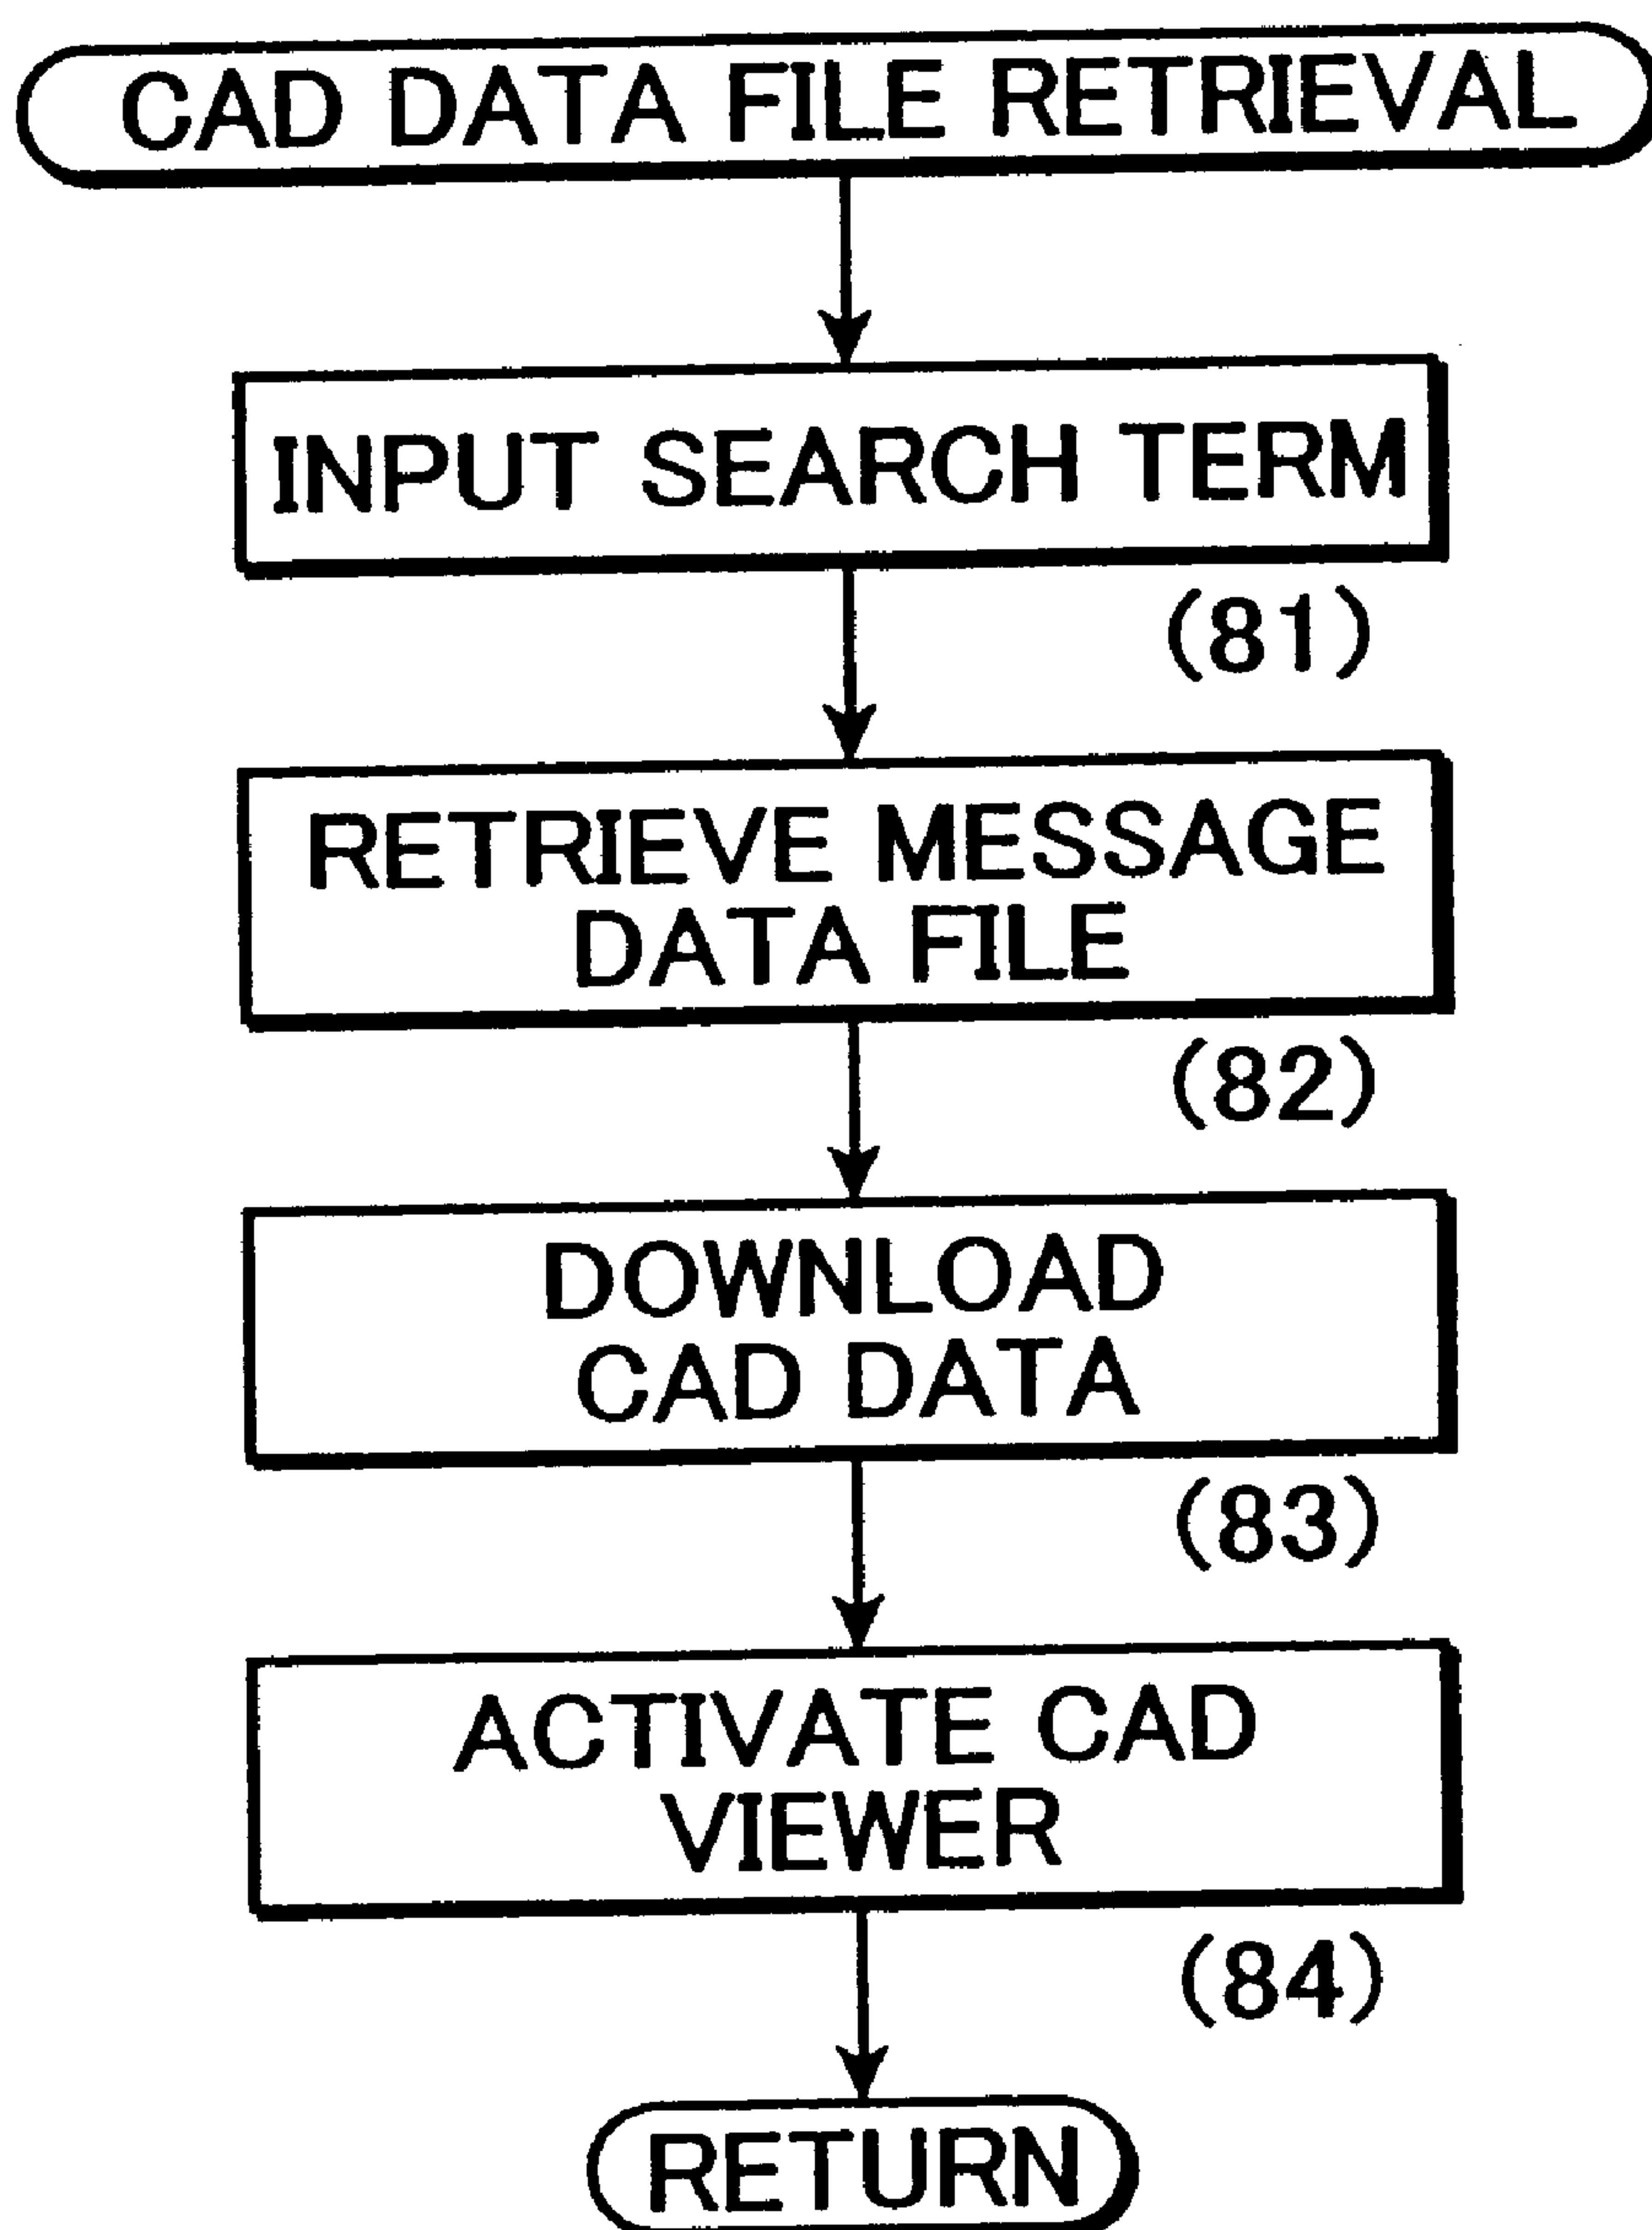 CAD DATA FILE RETRIEVAL
INPUT SEARCH TERM
(81)
RETRIEVE MESSAGE
DATA FILE
(82)
DOWNLOAD
CAD DATA
(83)
ACTIVATE CAD
VIEWER
(84)
RETURN